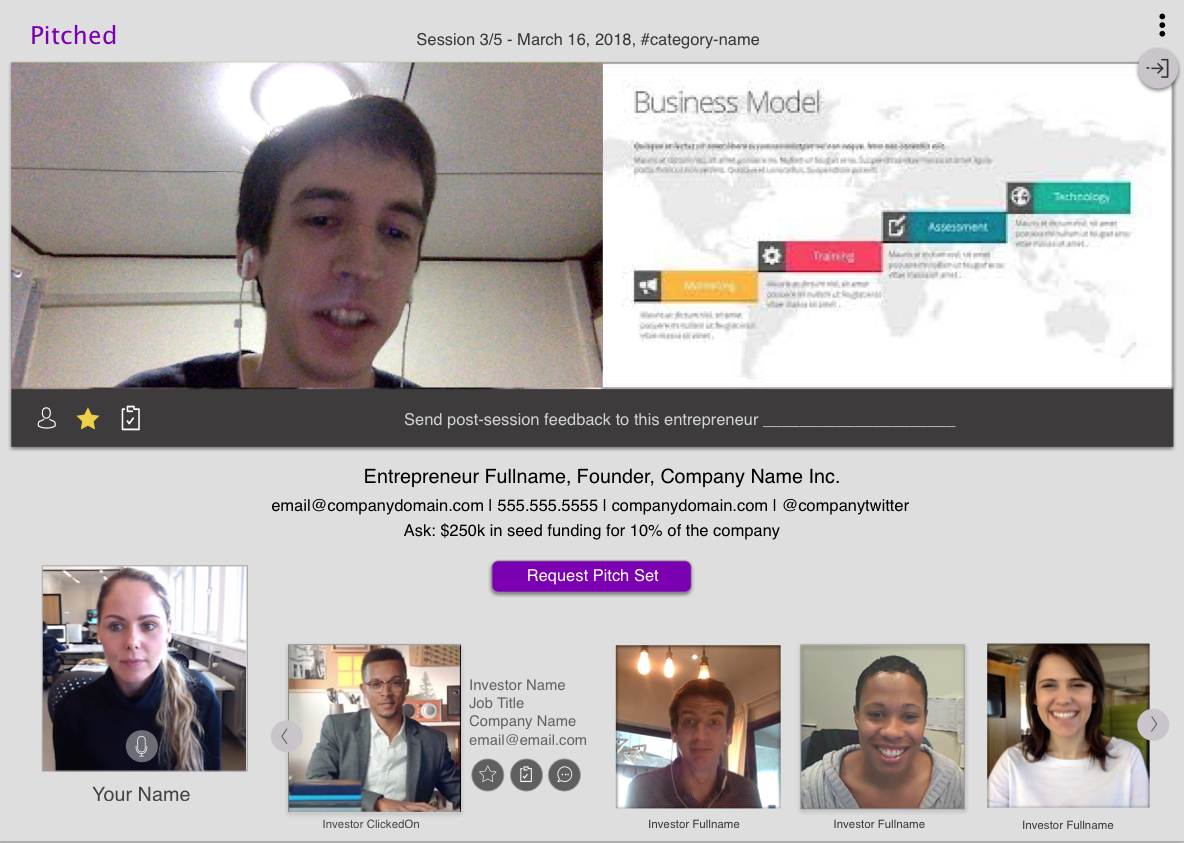 Pitched
Session 3/5 - March 16, 2018, #category-name
Business Model
Technology
Assessment
Training
Marketing
Send post-session feedback to this entrepreneur ______________________
Entrepreneur Fullname, Founder, Company Name Inc.
email@companydomain.com | 555.555.5555 | companydomain.com | @companytwitter
Ask: $250k in seed funding for 10% of the company
Request Pitch Set
Your Name
Investor Name
Job Title
Company Name
email@email.com
Investor ClickedOn
Investor Fullname
Investor Fullname
Investor Fullname